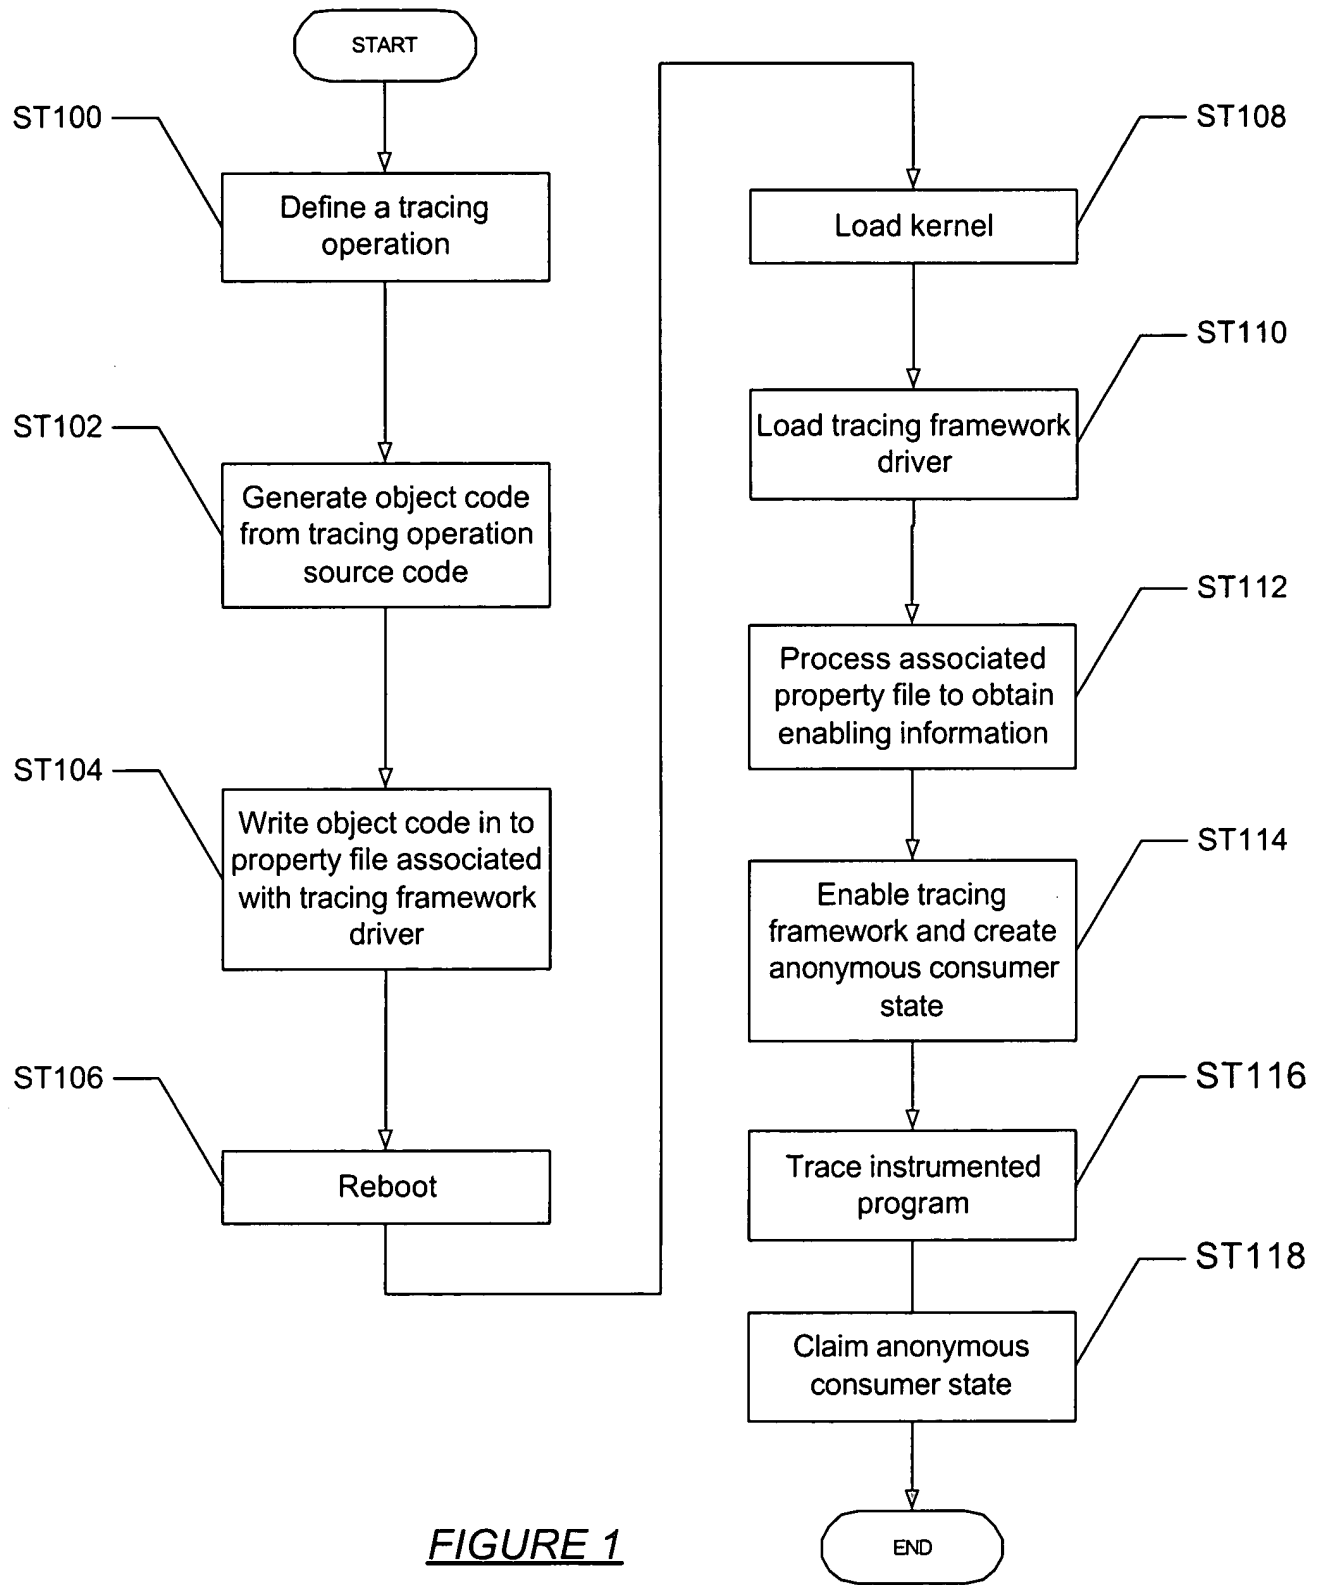 START
ST100
Define a tracing
operation
ST102
Generate object code
from tracing operation
source code
ST104
Write object code in to
property file associated
with tracing framework
driver
ST106
Reboot
ST108
Load kernel
ST110
Load tracing framework
driver
ST112
Process associated
property file to obtain
enabling information
ST114
Enable tracing
framework and create
anonymous consumer
state
ST116
Trace instrumented
program
ST118
Claim anonymous
consumer state
END
FIGURE 1